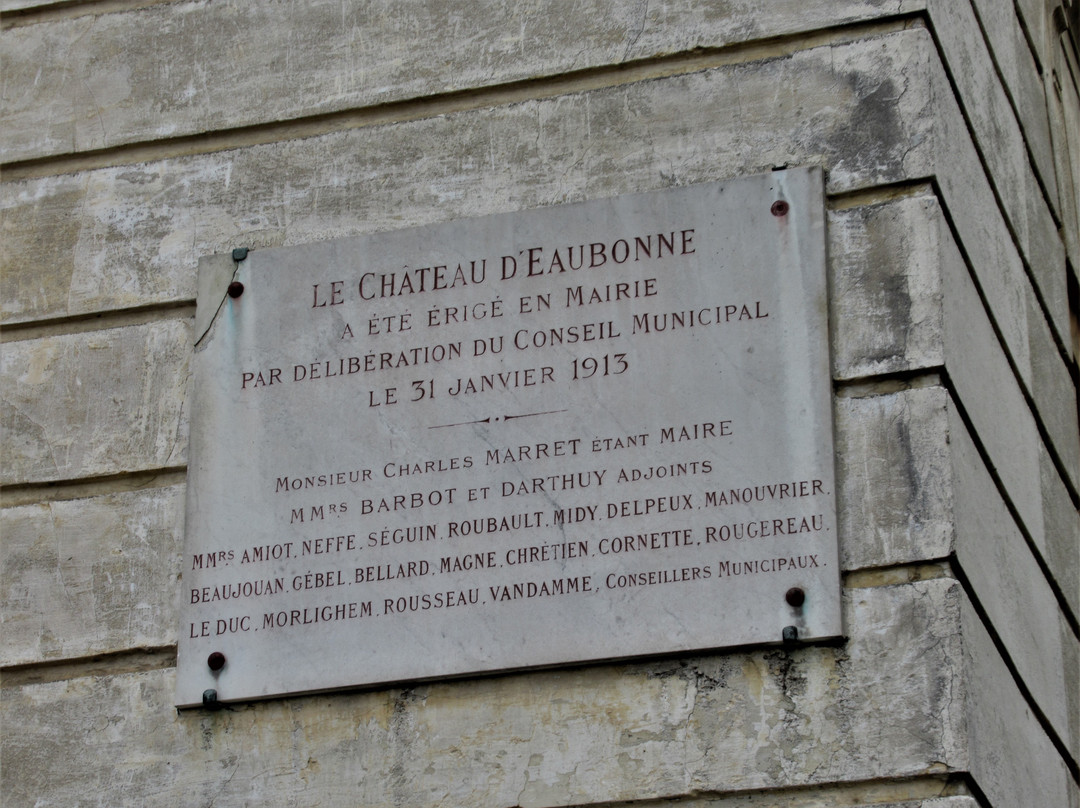 LE CHÂTEAU D'EAUBONNE
A ÉTÉ ÉRIGÉ EN MAIRIE
PAR DÉLIBÉRATION DU CONSEIL MUNICIPAL
LE 31 JANVIER 1913
MONSIEUR CHARLES MARRET ÉTANT MAIRE
MMRS BARBOT ET DARTHUY ADJOINTS
MMRS AMIOT, NEFFE, SÉGUIN, ROUBAULT, MIDY, DELPEUX, MANOUVRIER,
BEAUJOUAN, GÉBEL, BELLARD, MAGNE, CHRÉTIEN, CORNETTE, ROUGEREAU,
LE DUC, MORLIGHEM, ROUSSEAU, VANDAMME, CONSEILLERS MUNICIPAUX.